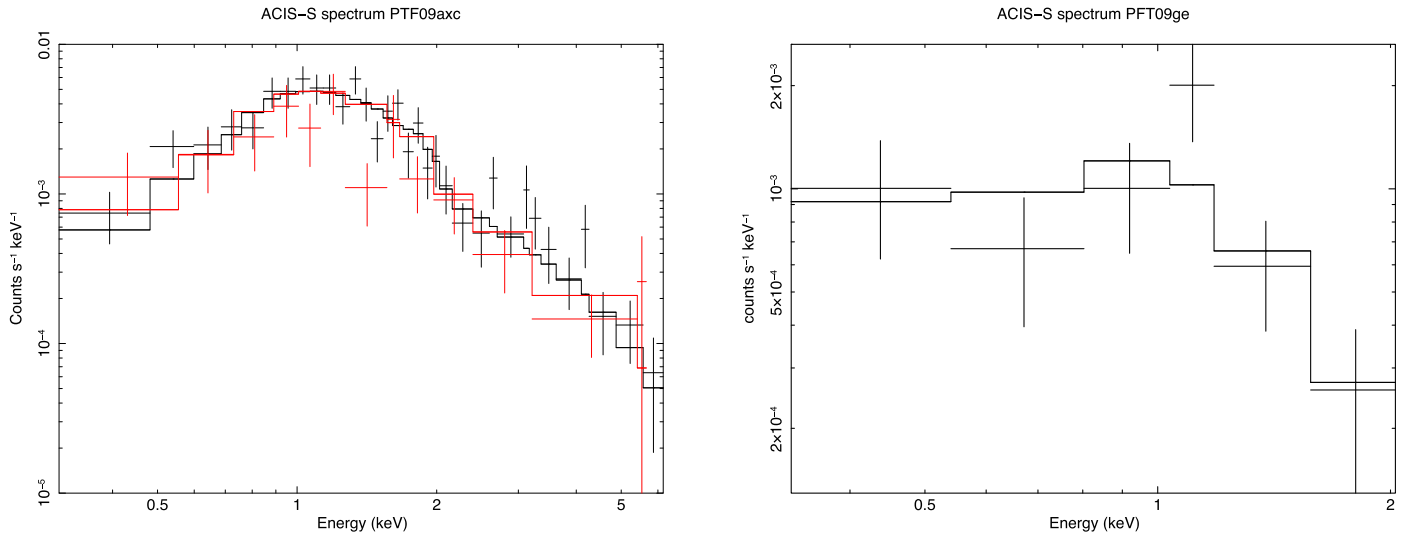 ACIS−S spectrum PTF09axc
Counts s⁻¹ keV⁻¹
0.01
10⁻³
10⁻⁴
10⁻⁵
0.5
1
2
5
Energy (keV)
ACIS−S spectrum PFT09ge
counts s⁻¹ keV⁻¹
2×10⁻³
10⁻³
5×10⁻⁴
2×10⁻⁴
0.5
1
2
Energy (keV)